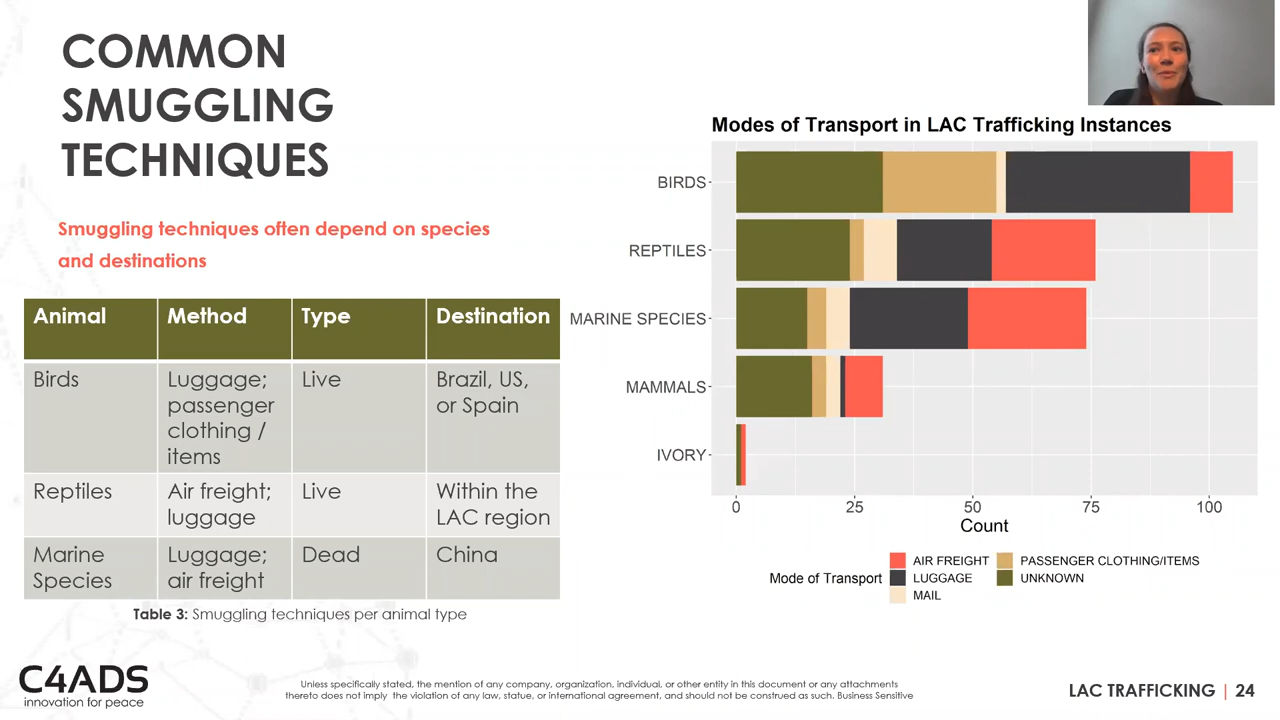 COMMON
SMUGGLING
TECHNIQUES
Smuggling techniques often depend on species
and destinations
Animal Method Type Destination
Birds Luggage; Live Brazil, US,
passenger or Spain
clothing /
items
Reptiles Air freight; Live Within the
luggage LAC region
Marine Luggage; Dead China
Species air freight
Table 3: Smuggling techniques per animal type
Modes of Transport in LAC Trafficking Instances
BIRDS
REPTILES
MARINE SPECIES
MAMMALS
IVORY
0 25 50 75 100
Count
Mode of Transport
AIR FREIGHT PASSENGER CLOTHING/ITEMS
LUGGAGE UNKNOWN
MAIL
C4ADS
innovation for peace
Unless specifically stated, the mention of any company, organization, individual, or other entity in this document or any attachments
thereto does not imply the violation of any law, statute, or international agreement, and should not be construed as such. Business Sensitive
LAC TRAFFICKING | 24